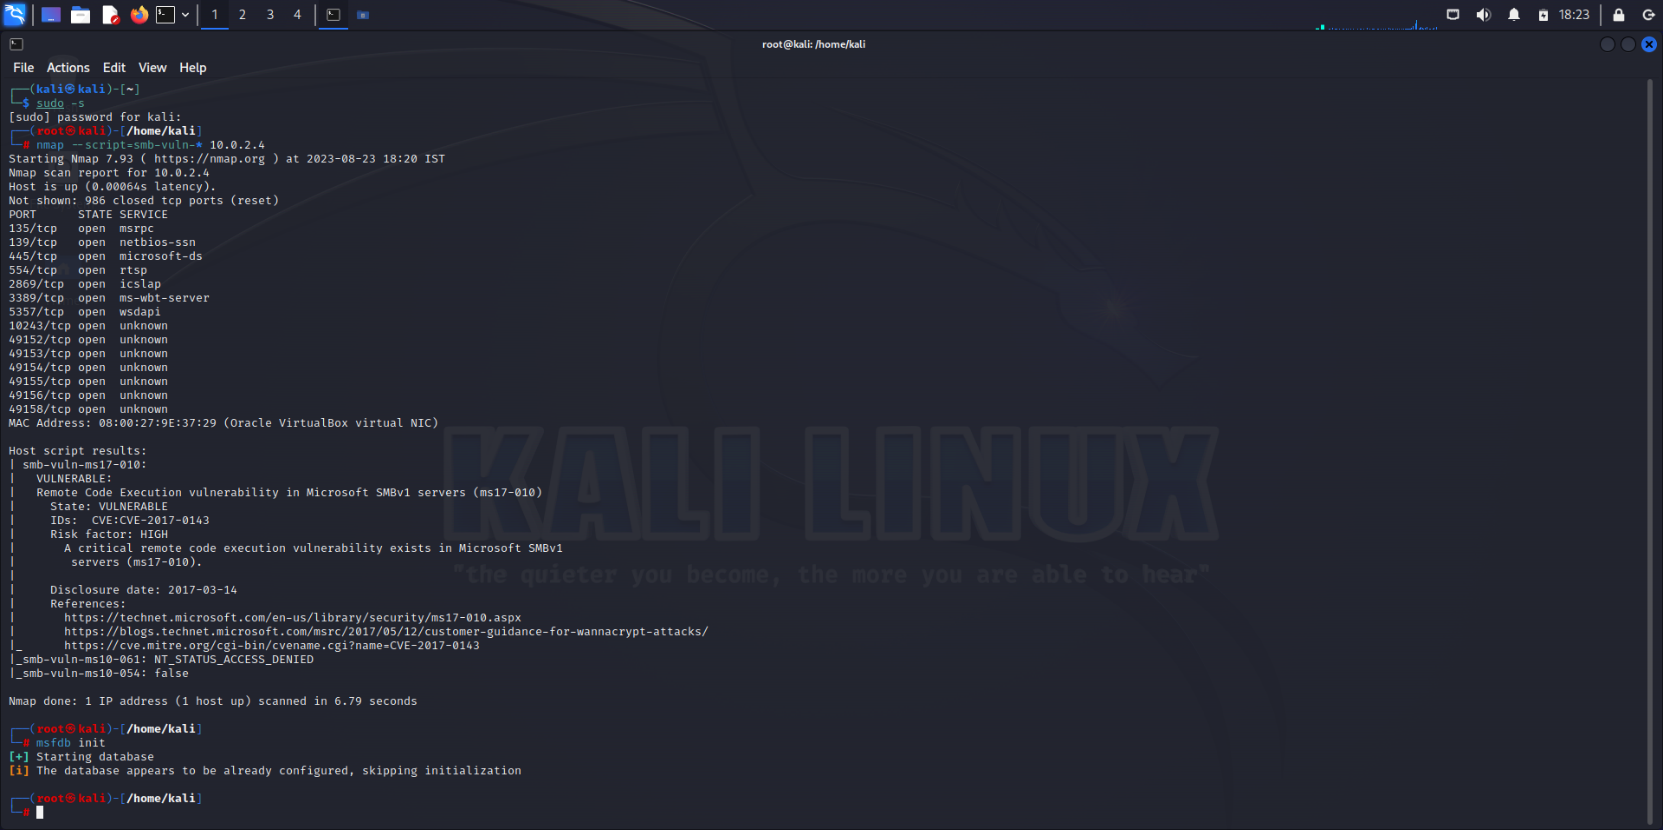 1 2 3 4 18:23
root@kali: /home/kali
File Actions Edit View Help
(kali㉿kali)-[~]
$ sudo -s
[sudo] password for kali:
(root㉿kali)-[/home/kali]
# nmap --script=smb-vuln-* 10.0.2.4
Starting Nmap 7.93 ( https://nmap.org ) at 2023-08-23 18:20 IST
Nmap scan report for 10.0.2.4
Host is up (0.00064s latency).
Not shown: 986 closed tcp ports (reset)
PORT STATE SERVICE
135/tcp open msrpc
139/tcp open netbios-ssn
445/tcp open microsoft-ds
554/tcp open rtsp
2869/tcp open icslap
3389/tcp open ms-wbt-server
5357/tcp open wsdapi
10243/tcp open unknown
49152/tcp open unknown
49153/tcp open unknown
49154/tcp open unknown
49155/tcp open unknown
49156/tcp open unknown
49158/tcp open unknown
MAC Address: 08:00:27:9E:37:29 (Oracle VirtualBox virtual NIC)
Host script results:
| smb-vuln-ms17-010:
|   VULNERABLE:
|   Remote Code Execution vulnerability in Microsoft SMBv1 servers (ms17-010)
|     State: VULNERABLE
|     IDs:  CVE:CVE-2017-0143
|     Risk factor: HIGH
|       A critical remote code execution vulnerability exists in Microsoft SMBv1
|        servers (ms17-010).
|
|     Disclosure date: 2017-03-14
|     References:
|       https://technet.microsoft.com/en-us/library/security/ms17-010.aspx
|       https://blogs.technet.microsoft.com/msrc/2017/05/12/customer-guidance-for-wannacrypt-attacks/
|_      https://cve.mitre.org/cgi-bin/cvename.cgi?name=CVE-2017-0143
|_smb-vuln-ms10-061: NT_STATUS_ACCESS_DENIED
|_smb-vuln-ms10-054: false
Nmap done: 1 IP address (1 host up) scanned in 6.79 seconds
(root㉿kali)-[/home/kali]
# msfdb init
[+] Starting database
[i] The database appears to be already configured, skipping initialization
(root㉿kali)-[/home/kali]
#
KALI LINUX
"the quieter you become, the more you are able to hear"